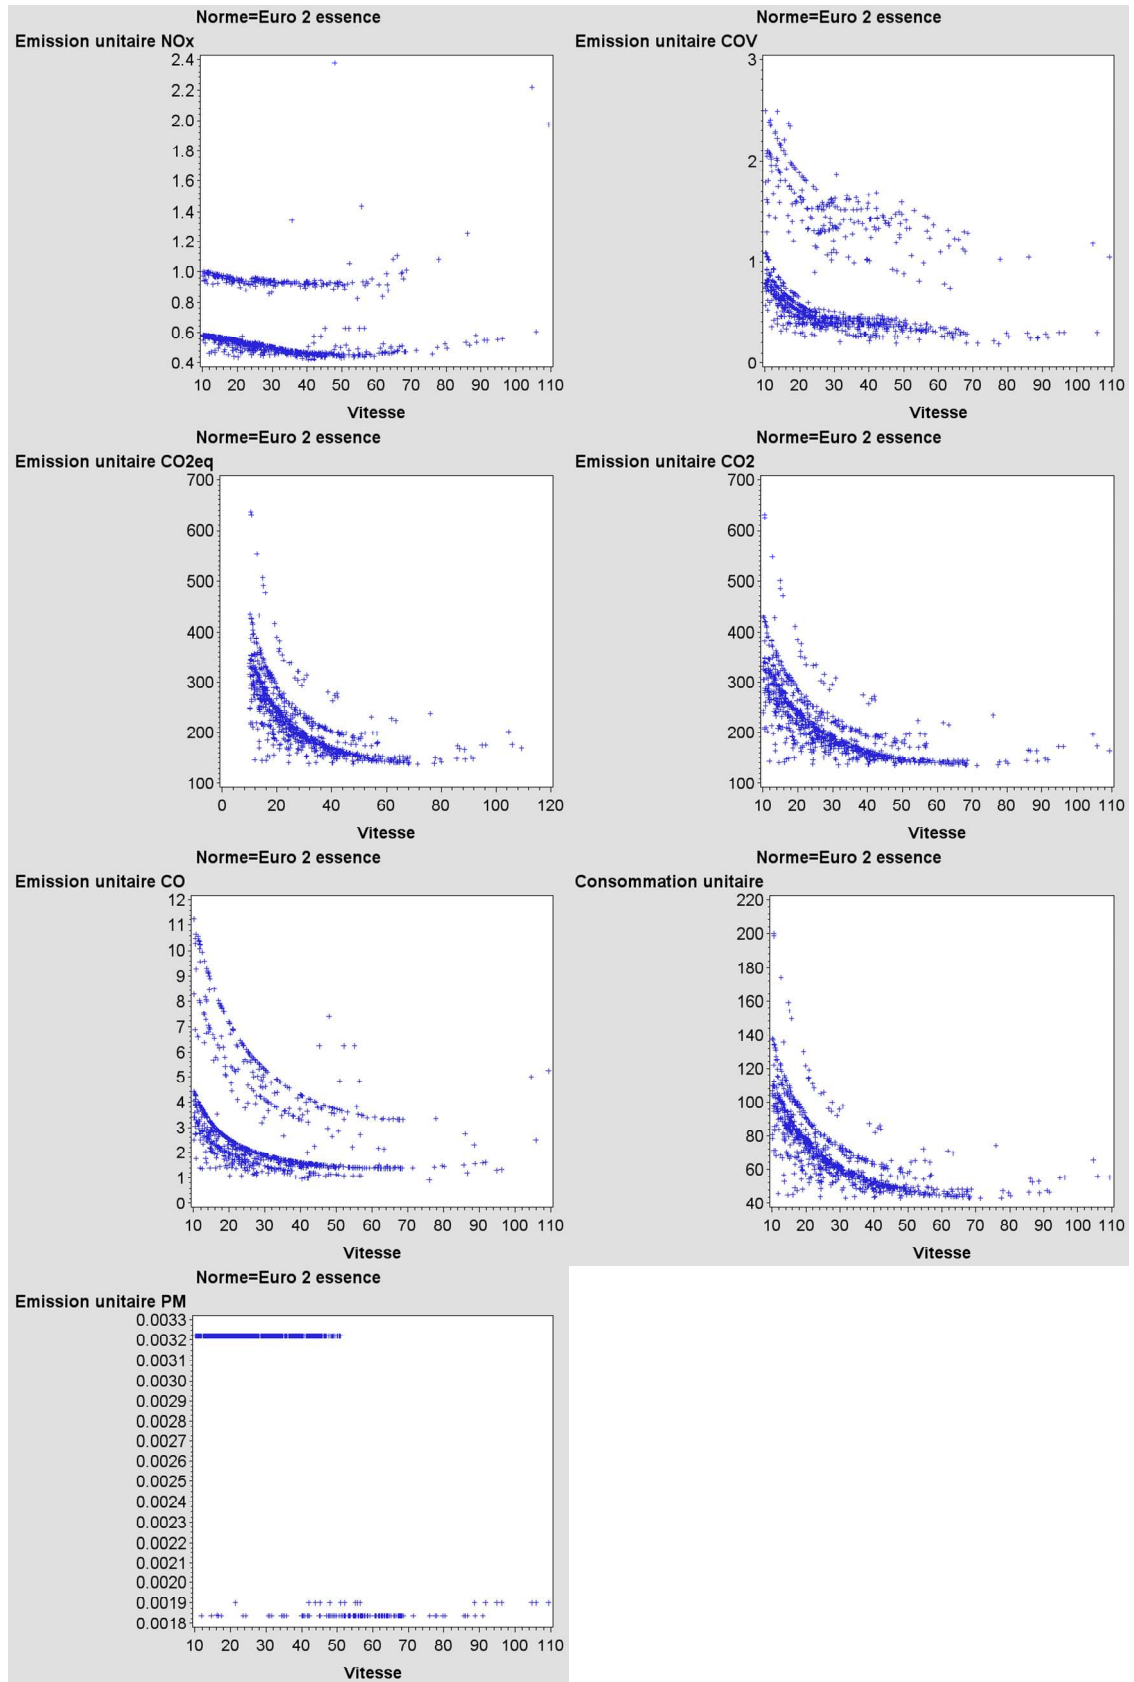 Norme=Euro 2 essence
Emission unitaire NOx
2.4
2.2
2.0
1.8
1.6
1.4
1.2
1.0
0.8
0.6
0.4
10 20 30 40 50 60 70 80 90 100 110
Vitesse
Norme=Euro 2 essence
Emission unitaire COV
3
2
1
0
10 20 30 40 50 60 70 80 90 100 110
Vitesse
Norme=Euro 2 essence
Emission unitaire CO2eq
700
600
500
400
300
200
100
0 20 40 60 80 100 120
Vitesse
Norme=Euro 2 essence
Emission unitaire CO2
700
600
500
400
300
200
100
10 20 30 40 50 60 70 80 90 100 110
Vitesse
Norme=Euro 2 essence
Emission unitaire CO
12
11
10
9
8
7
6
5
4
3
2
1
0
10 20 30 40 50 60 70 80 90 100 110
Vitesse
Norme=Euro 2 essence
Consommation unitaire
220
200
180
160
140
120
100
80
60
40
10 20 30 40 50 60 70 80 90 100 110
Vitesse
Norme=Euro 2 essence
Emission unitaire PM
0.0033
0.0032
0.0031
0.0030
0.0029
0.0028
0.0027
0.0026
0.0025
0.0024
0.0023
0.0022
0.0021
0.0020
0.0019
0.0018
10 20 30 40 50 60 70 80 90 100 110
Vitesse